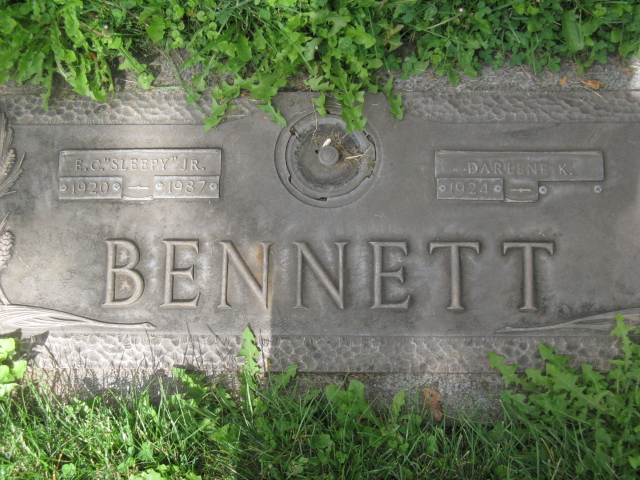 E.C. "SLEEPY" JR.
1920 – 1987
DARLENE K.
1924 –
BENNETT